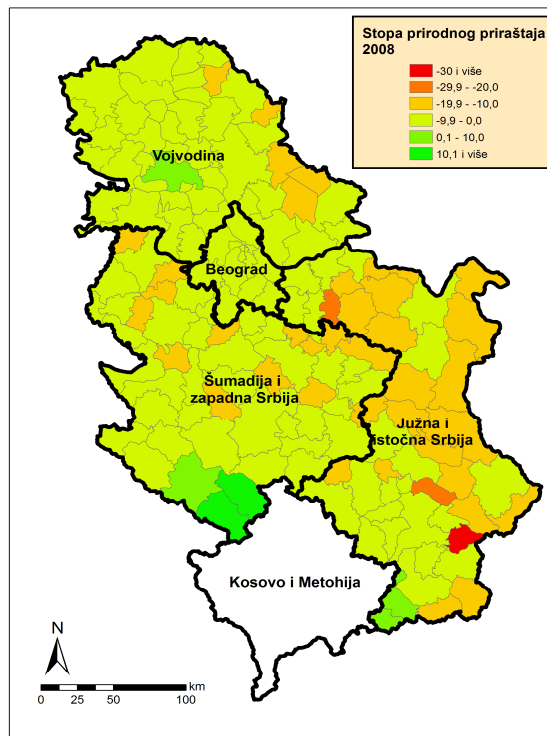 Stopa prirodnog priraštaja
2008
-30 i više
-29,9 - -20,0
-19,9 - -10,0
-9,9 - 0,0
0,1 - 10,0
10,1 i više
Vojvodina
Beograd
Šumadija i
zapadna Srbija
Južna i
istočna Srbija
Kosovo i Metohija
N
km
0 25 50 100